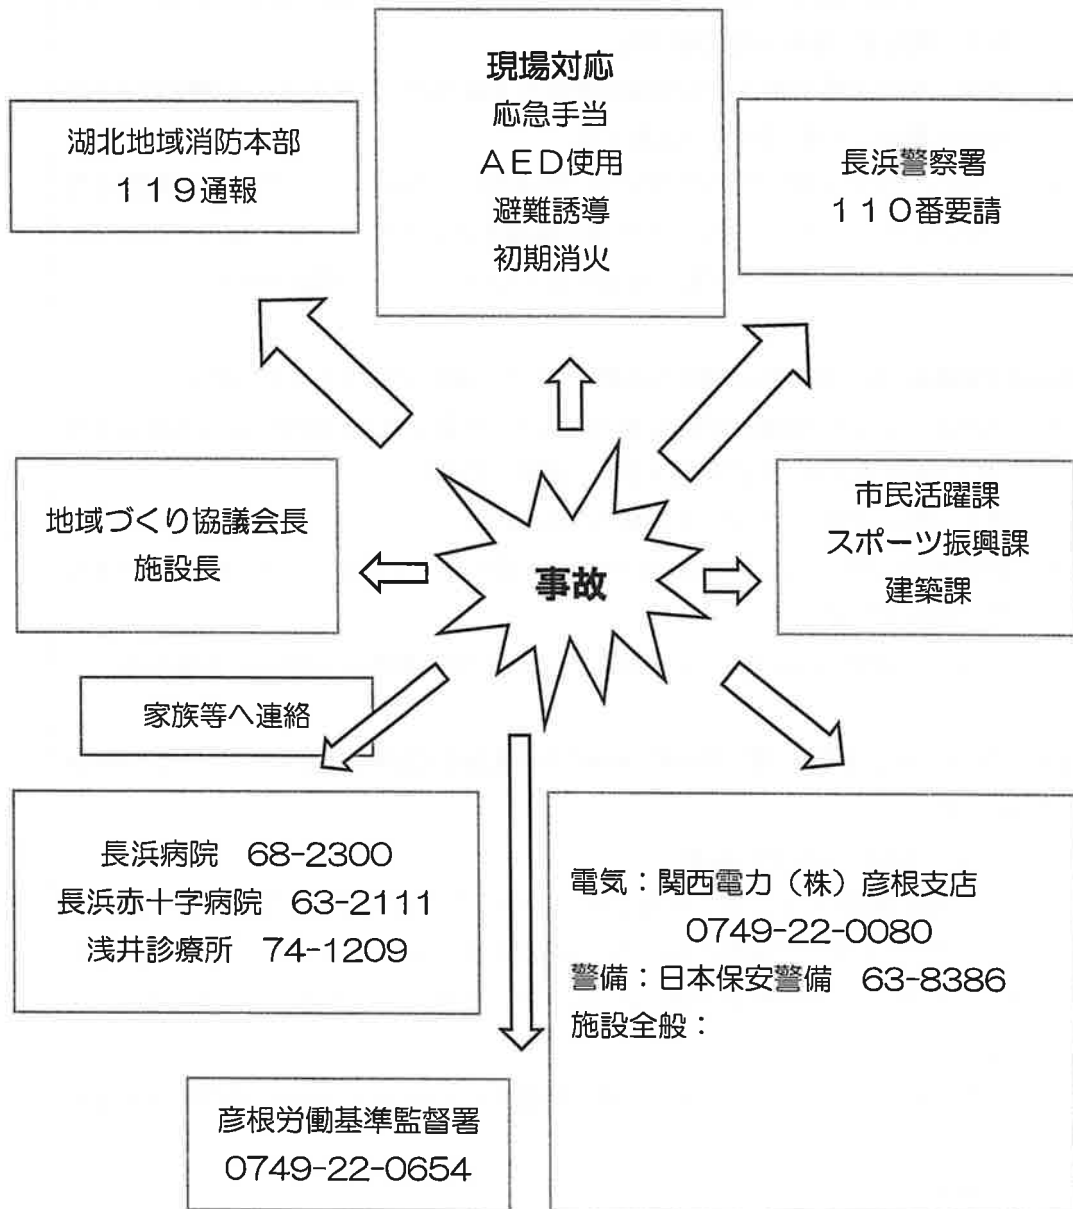 現場対応
応急手当
ＡＥＤ使用
避難誘導
初期消火
湖北地域消防本部
１１９通報
長浜警察署
１１０番要請
地域づくり協議会長
施設長
事故
市民活躍課
スポーツ振興課
建築課
家族等へ連絡
長浜病院　68-2300
長浜赤十字病院　63-2111
浅井診療所　74-1209
電気：関西電力（株）彦根支店
0749-22-0080
警備：日本保安警備　63-8386
施設全般：
彦根労働基準監督署
0749-22-0654